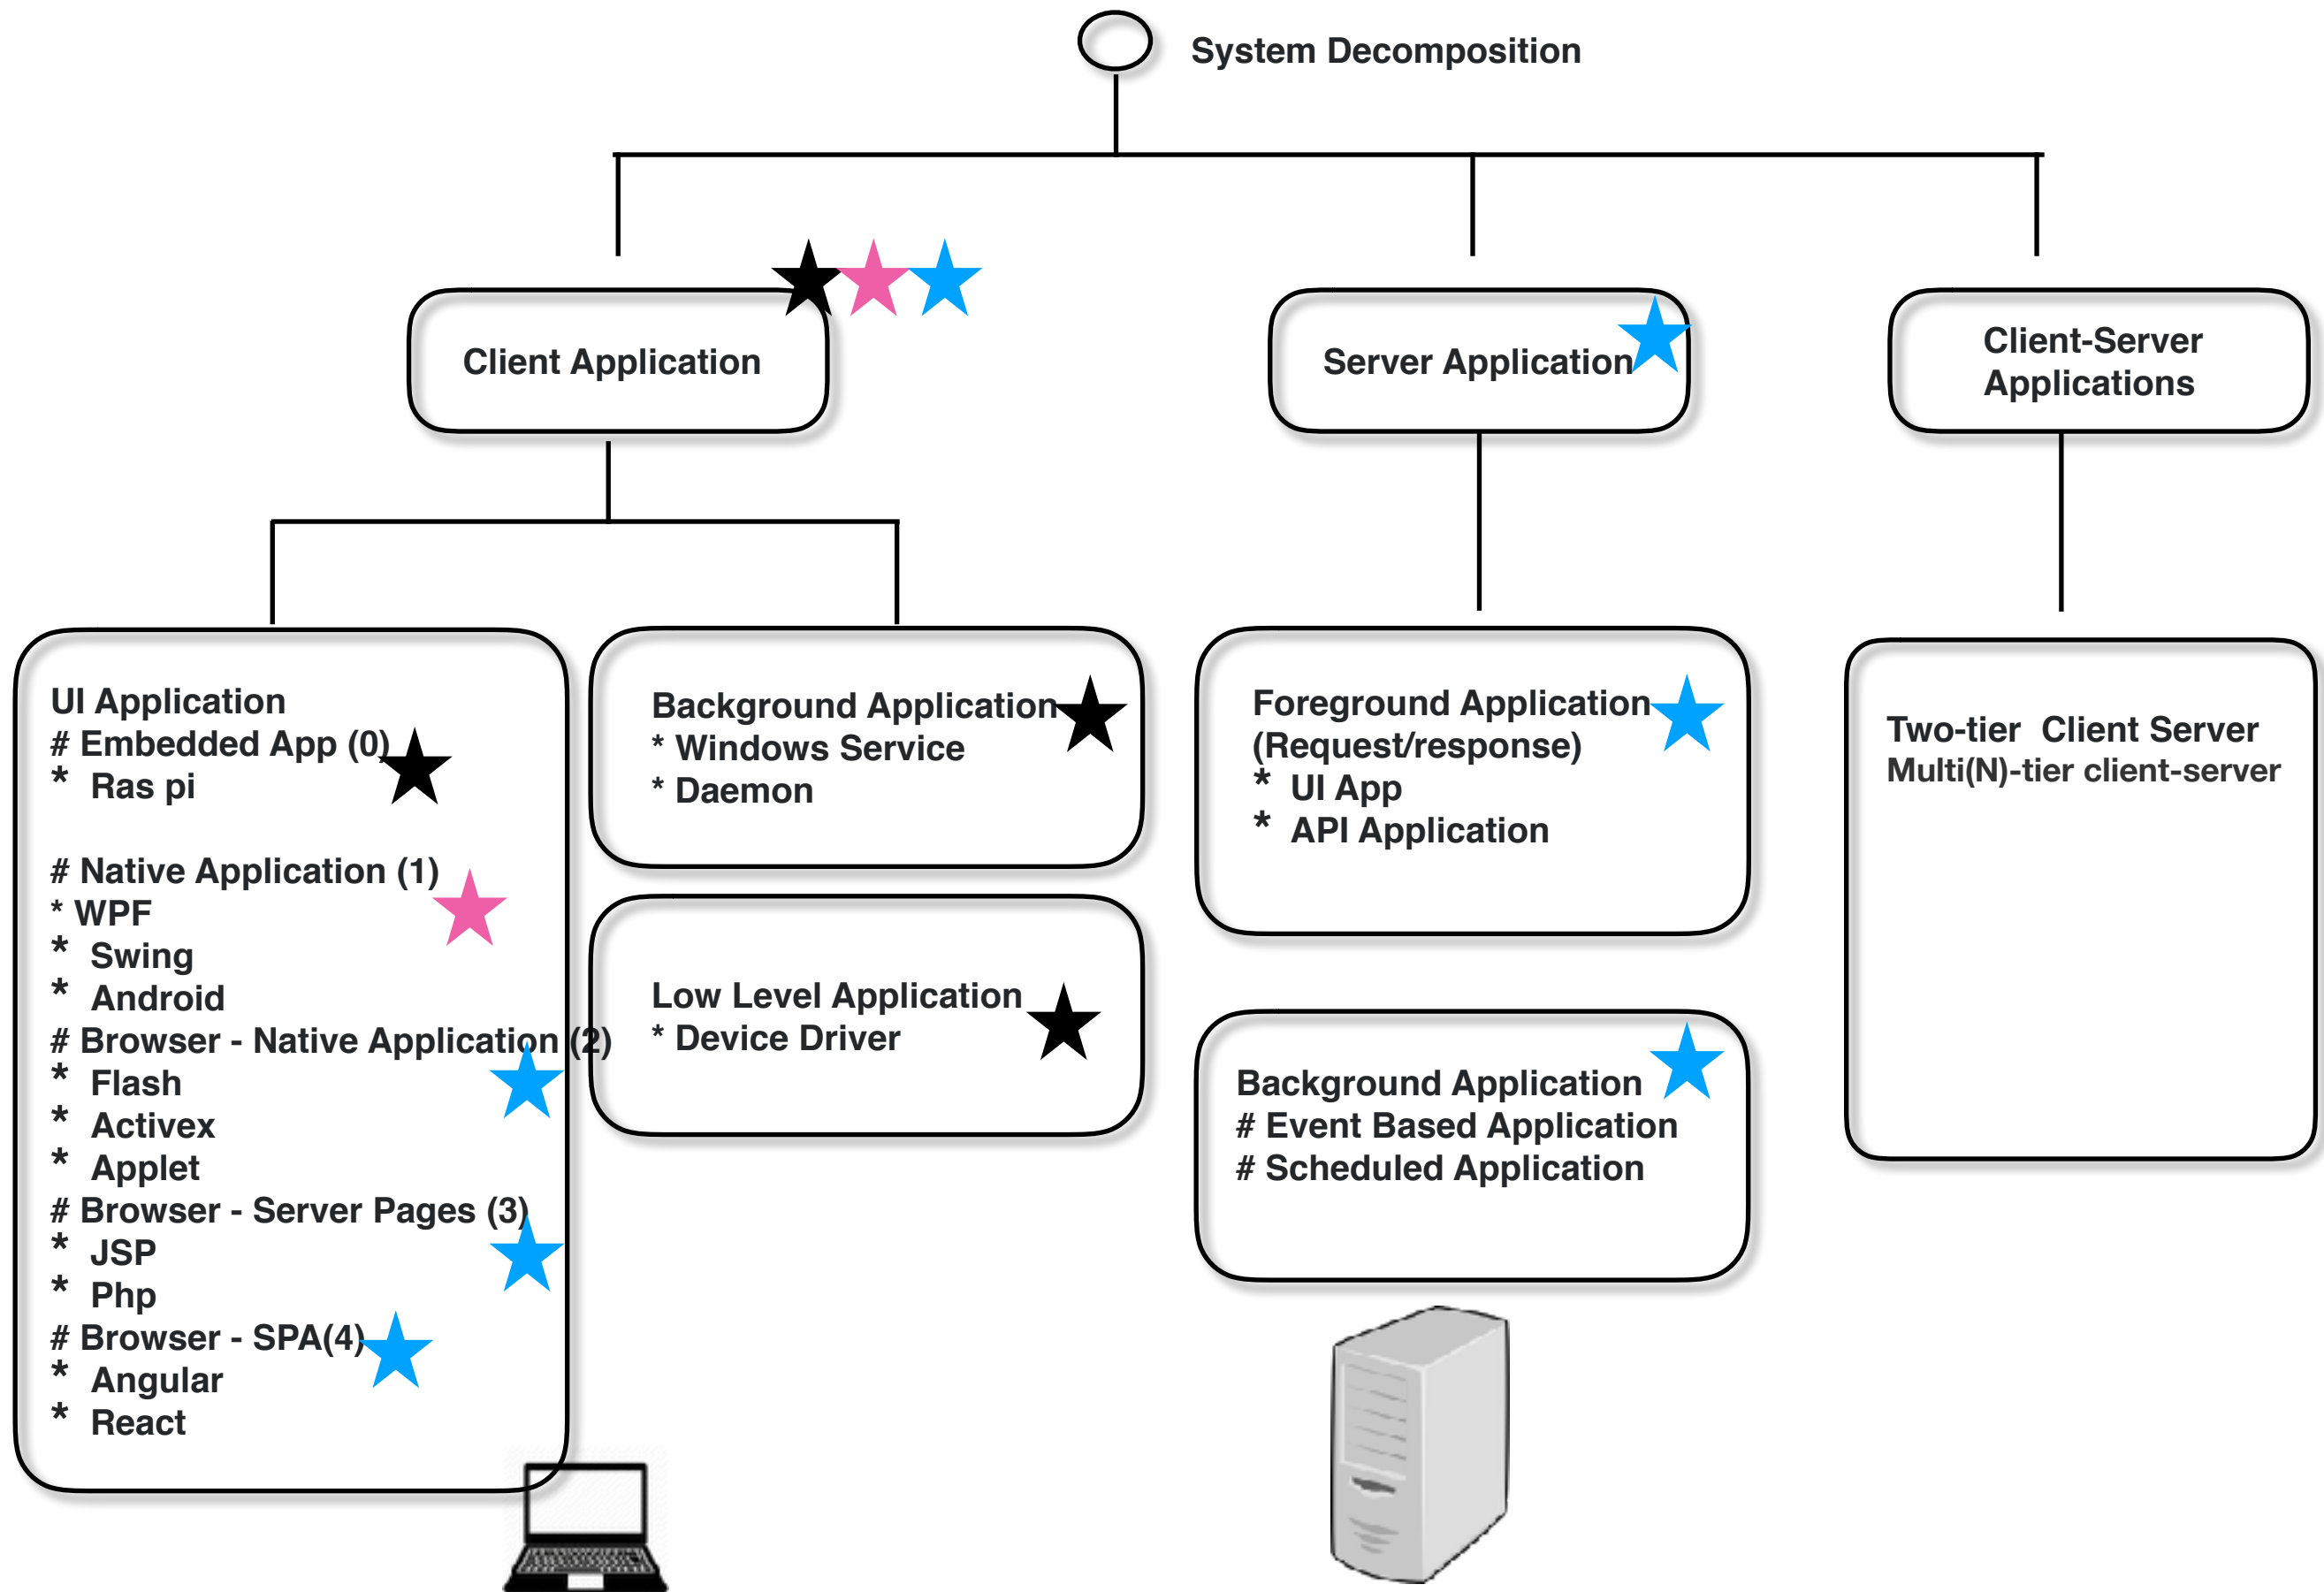 System Decomposition
Client Application
Server Application
Client-Server
Applications
UI Application
# Embedded App (0)
* Ras pi
# Native Application (1)
* WPF
* Swing
* Android
# Browser - Native Application (2)
* Flash
* Activex
* Applet
# Browser - Server Pages (3)
* JSP
* Php
# Browser - SPA(4)
* Angular
* React
Background Application
* Windows Service
* Daemon
Low Level Application
* Device Driver
Foreground Application
(Request/response)
* UI App
* API Application
Background Application
# Event Based Application
# Scheduled Application
Two-tier Client Server
Multi(N)-tier client-server